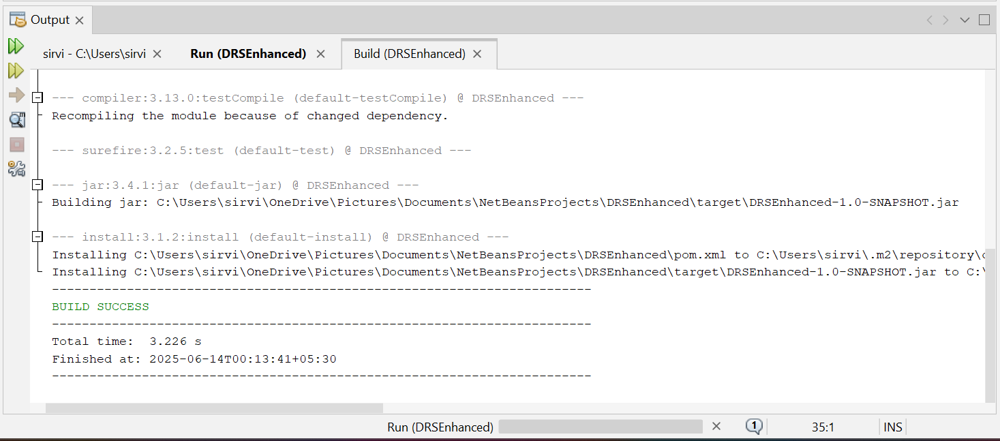 Output
sirvi - C:\Users\sirvi
Run (DRSEnhanced)
Build (DRSEnhanced)
--- compiler:3.13.0:testCompile (default-testCompile) @ DRSEnhanced ---
Recompiling the module because of changed dependency.
--- surefire:3.2.5:test (default-test) @ DRSEnhanced ---
--- jar:3.4.1:jar (default-jar) @ DRSEnhanced ---
Building jar: C:\Users\sirvi\OneDrive\Pictures\Documents\NetBeansProjects\DRSEnhanced\target\DRSEnhanced-1.0-SNAPSHOT.jar
--- install:3.1.2:install (default-install) @ DRSEnhanced ---
Installing C:\Users\sirvi\OneDrive\Pictures\Documents\NetBeansProjects\DRSEnhanced\pom.xml to C:\Users\sirvi\.m2\repository\
Installing C:\Users\sirvi\OneDrive\Pictures\Documents\NetBeansProjects\DRSEnhanced\target\DRSEnhanced-1.0-SNAPSHOT.jar to C:\
------------------------------------------------------------------------
BUILD SUCCESS
------------------------------------------------------------------------
Total time:  3.226 s
Finished at: 2025-06-14T00:13:41+05:30
------------------------------------------------------------------------
Run (DRSEnhanced)
1
35:1
INS